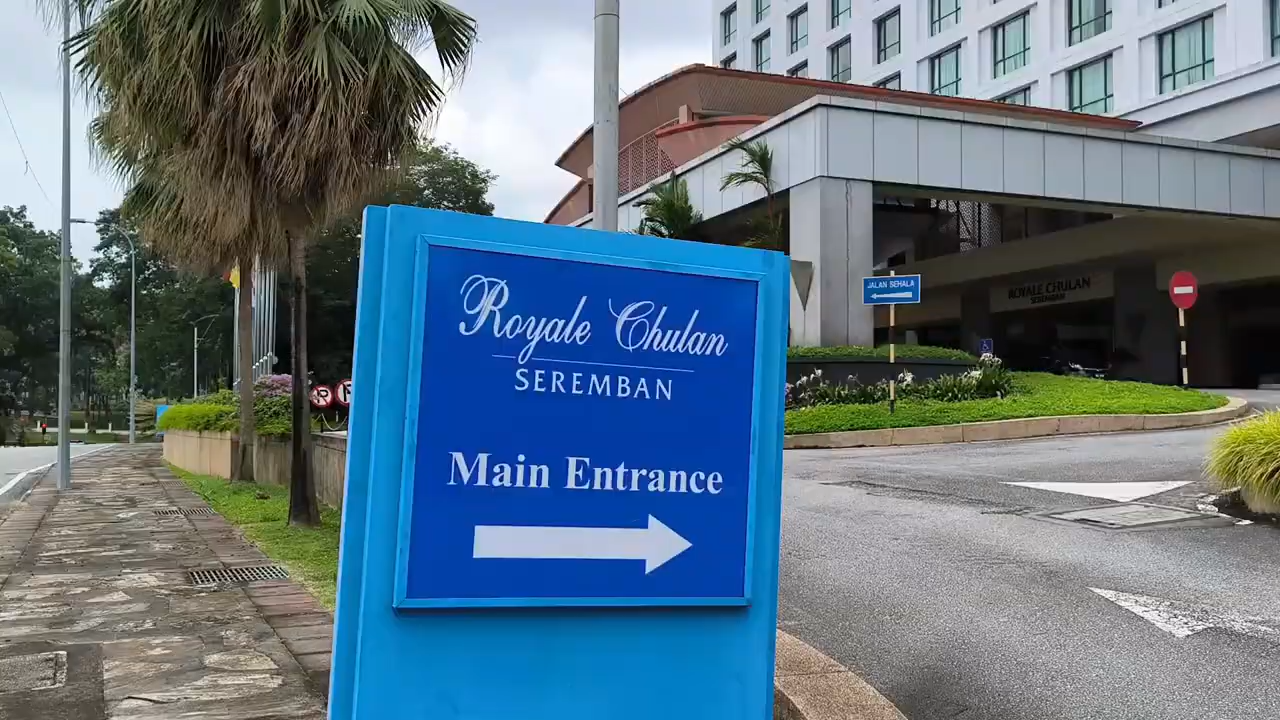 Royale Chulan
SEREMBAN
Main Entrance
JALAN SEHALA
ROYALE CHULAN
SEREMBAN